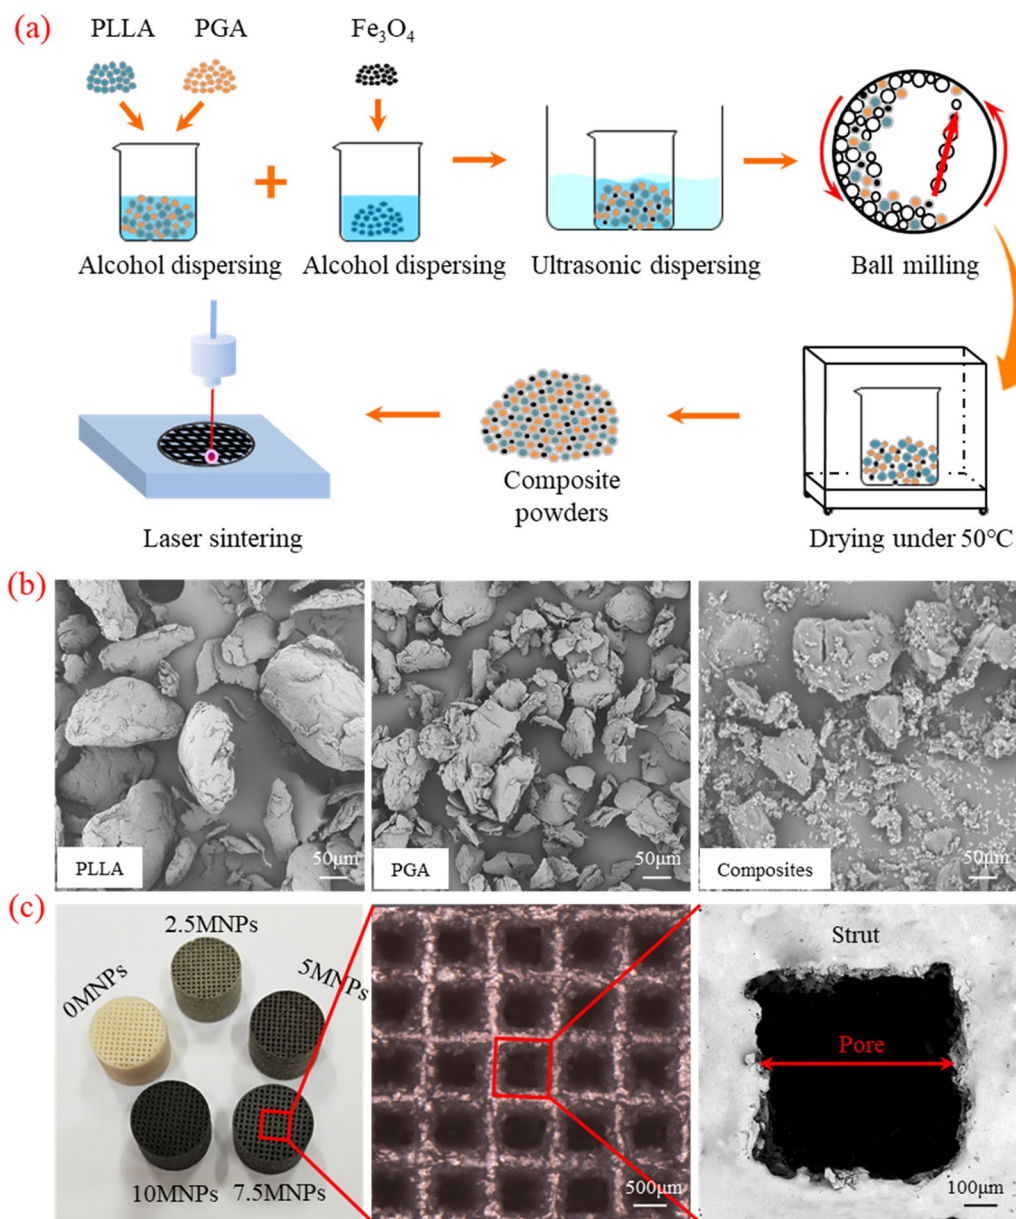 (a)
PLLA
PGA
Fe₃O₄
Alcohol dispersing
Alcohol dispersing
Ultrasonic dispersing
Ball milling
Laser sintering
Composite
powders
Drying under 50℃
(b)
PLLA
50μm
PGA
50μm
Composites
50μm
(c)
2.5MNPs
0MNPs
5MNPs
10MNPs
7.5MNPs
500μm
Strut
Pore
100μm